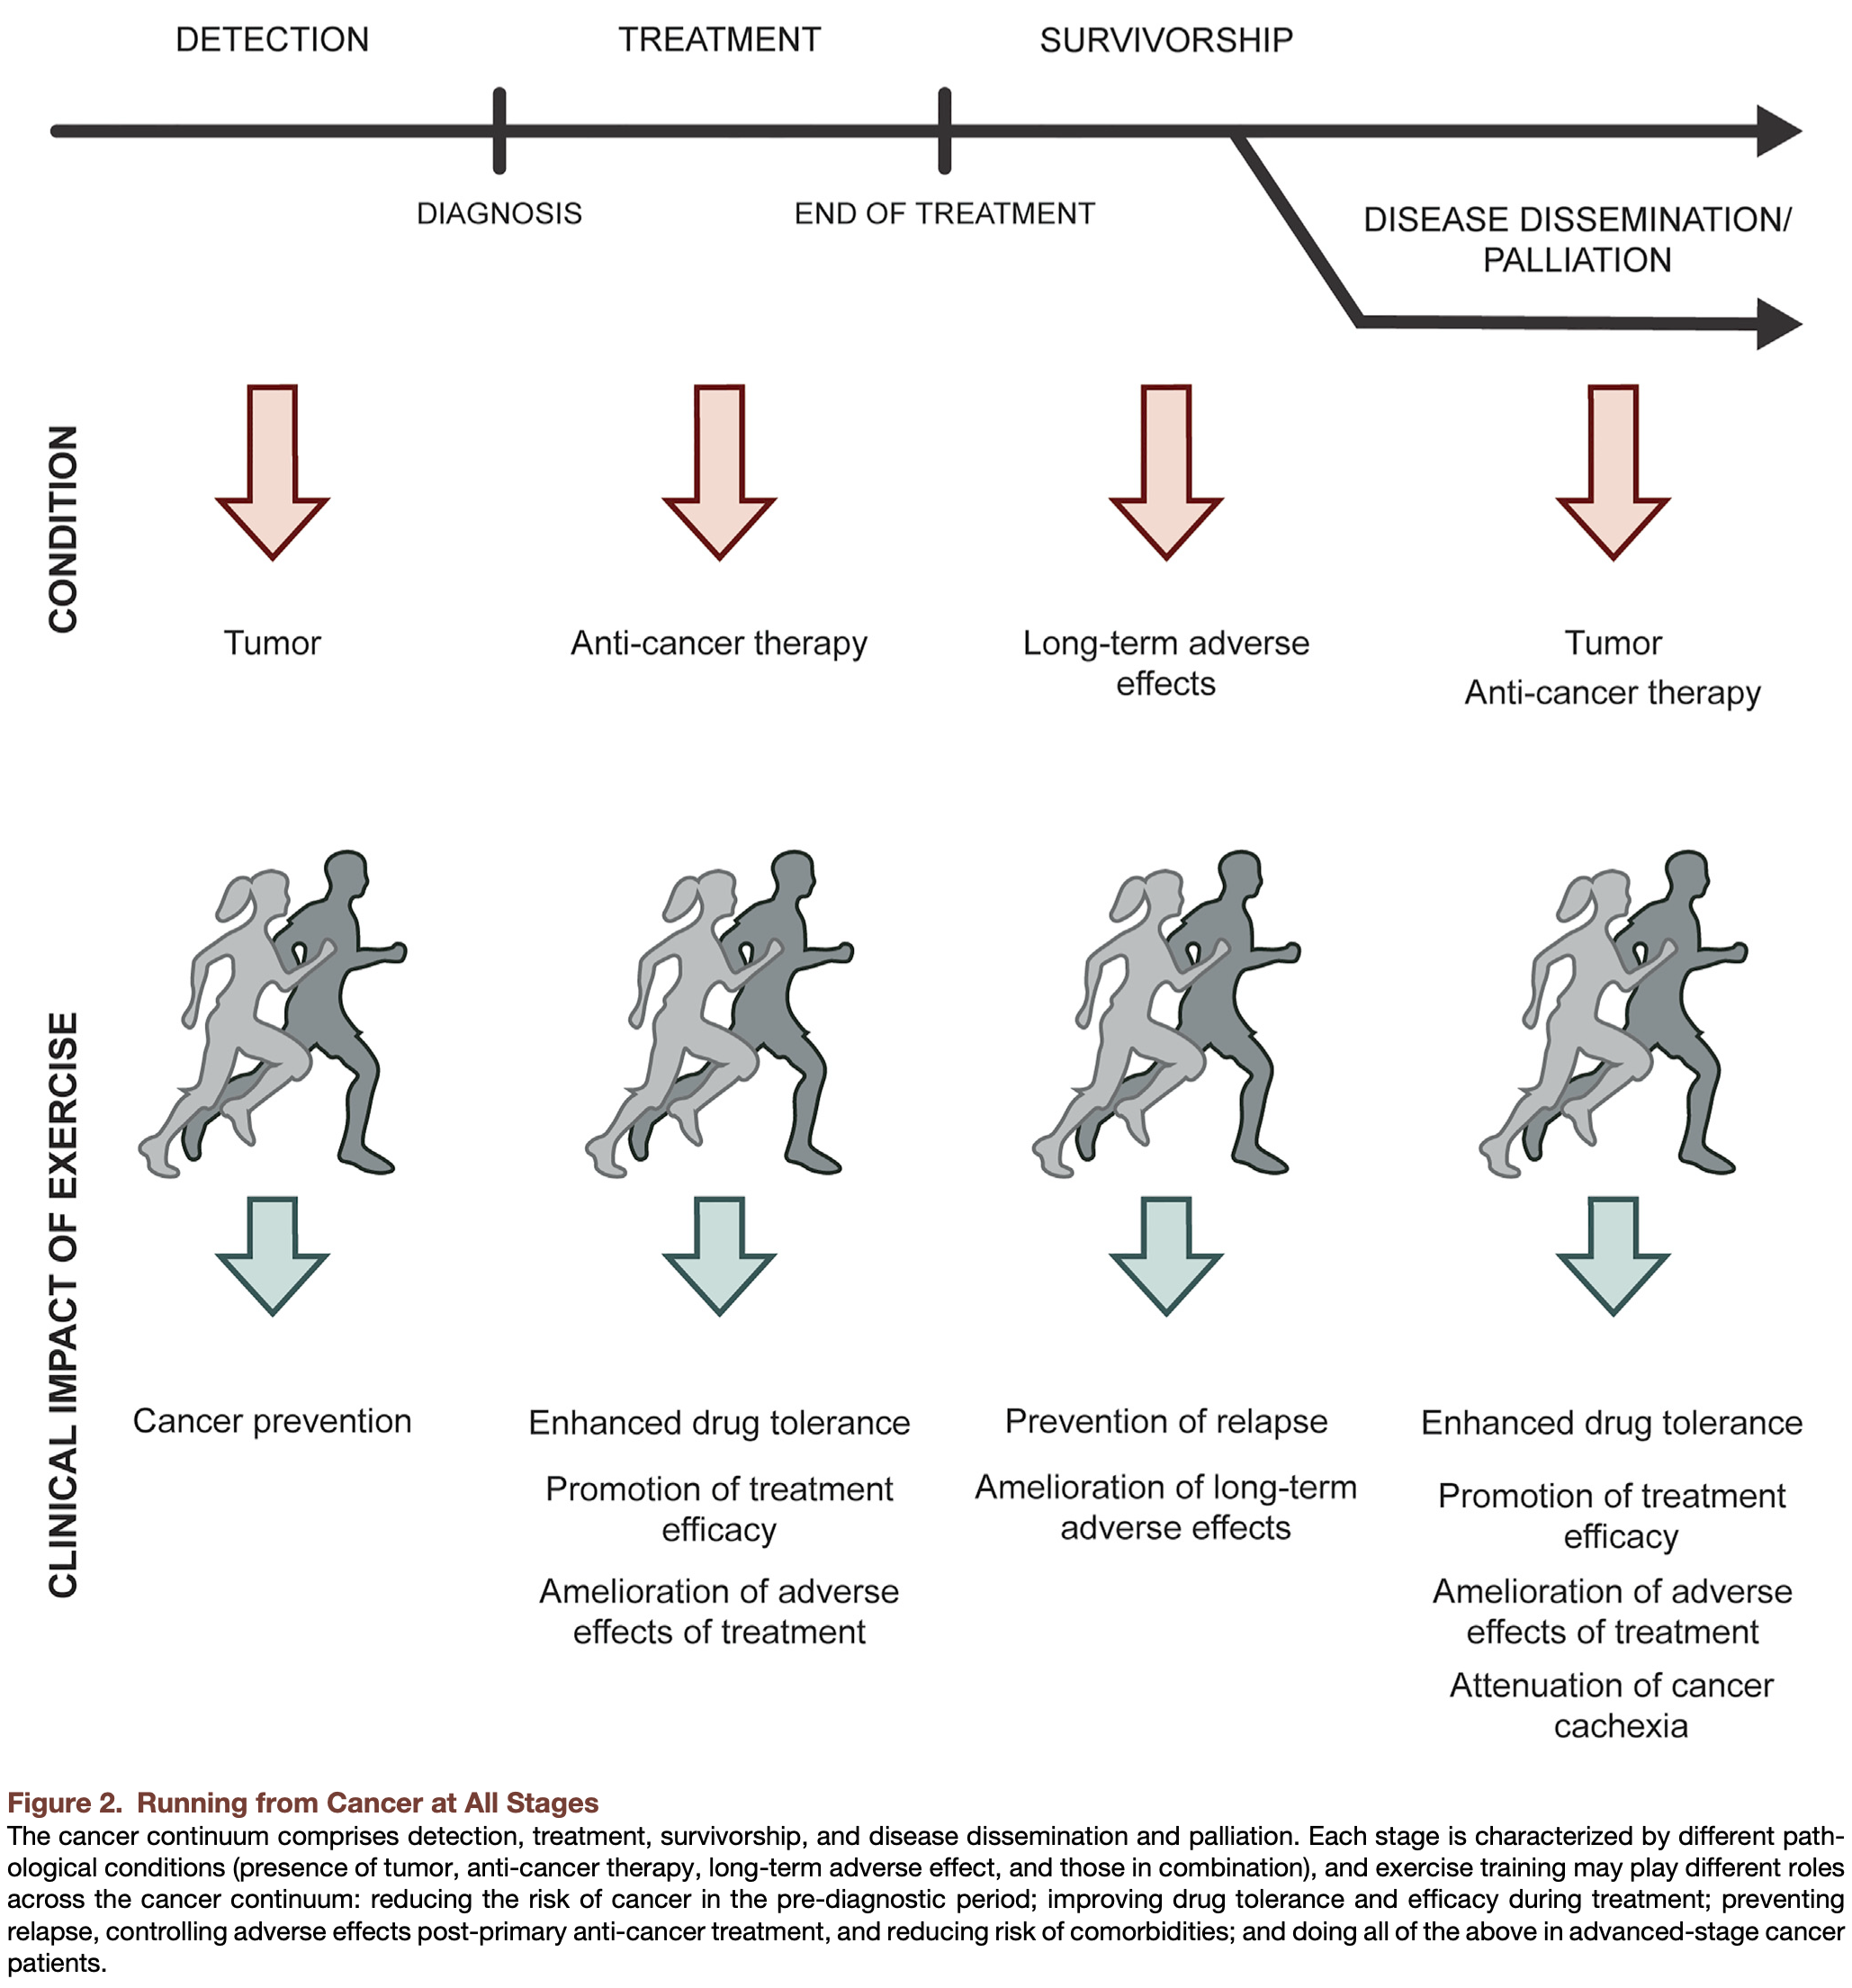 DETECTION
TREATMENT
SURVIVORSHIP
DIAGNOSIS
END OF TREATMENT
DISEASE DISSEMINATION/
PALLIATION
CONDITION
Tumor
Anti-cancer therapy
Long-term adverse
effects
Tumor
Anti-cancer therapy
CLINICAL IMPACT OF EXERCISE
Cancer prevention
Enhanced drug tolerance
Promotion of treatment
efficacy
Amelioration of adverse
effects of treatment
Prevention of relapse
Amelioration of long-term
adverse effects
Enhanced drug tolerance
Promotion of treatment
efficacy
Amelioration of adverse
effects of treatment
Attenuation of cancer
cachexia
Figure 2. Running from Cancer at All Stages
The cancer continuum comprises detection, treatment, survivorship, and disease dissemination and palliation. Each stage is characterized by different path-
ological conditions (presence of tumor, anti-cancer therapy, long-term adverse effect, and those in combination), and exercise training may play different roles
across the cancer continuum: reducing the risk of cancer in the pre-diagnostic period; improving drug tolerance and efficacy during treatment; preventing
relapse, controlling adverse effects post-primary anti-cancer treatment, and reducing risk of comorbidities; and doing all of the above in advanced-stage cancer
patients.